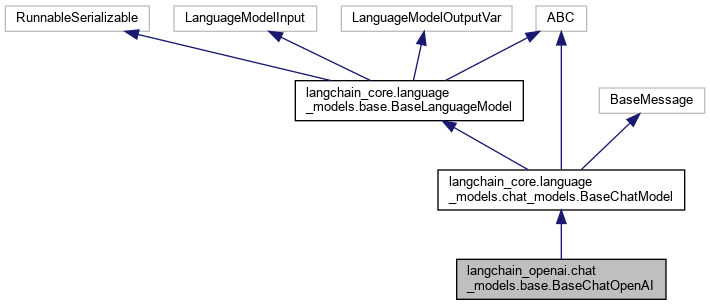 RunnableSerializable
LanguageModelInput
LanguageModelOutputVar
ABC
langchain_core.language
_models.base.BaseLanguageModel
BaseMessage
langchain_core.language
_models.chat_models.BaseChatModel
langchain_openai.chat
_models.base.BaseChatOpenAI